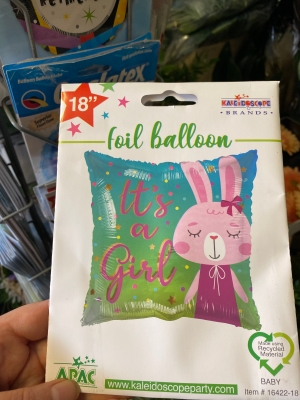 18"
KALEIDOSCOPE
BRANDS
foil balloon
It's
a
Girl
Made using
Recycled
Material
BABY
Item # 16422-18
APAC
www.kaleidoscopeparty.com